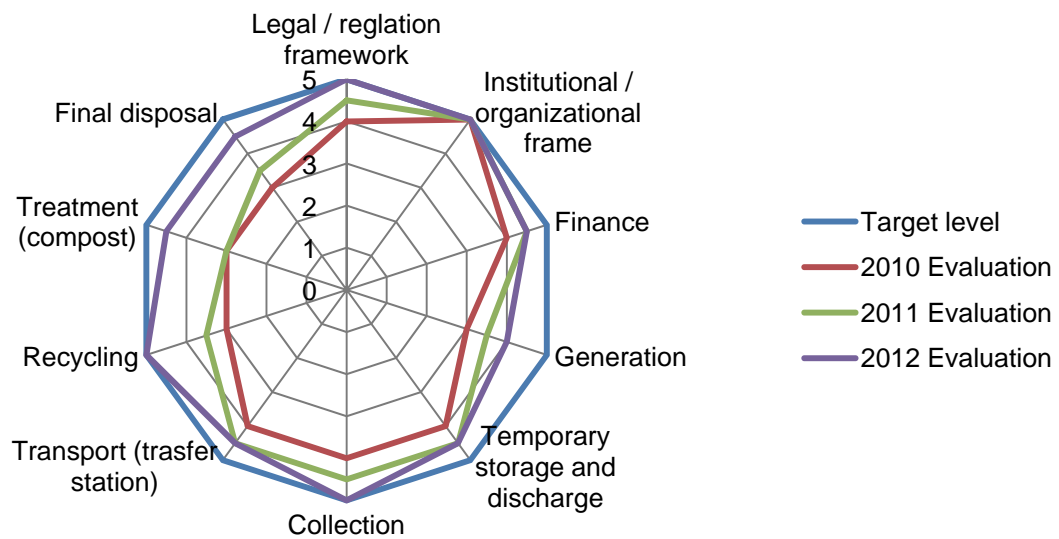 Legal / reglation
framework
Institutional /
organizational
frame
Finance
Generation
Temporary
storage and
discharge
Collection
Transport (trasfer
station)
Recycling
Treatment
(compost)
Final disposal
5
4
3
2
1
0
Target level
2010 Evaluation
2011 Evaluation
2012 Evaluation